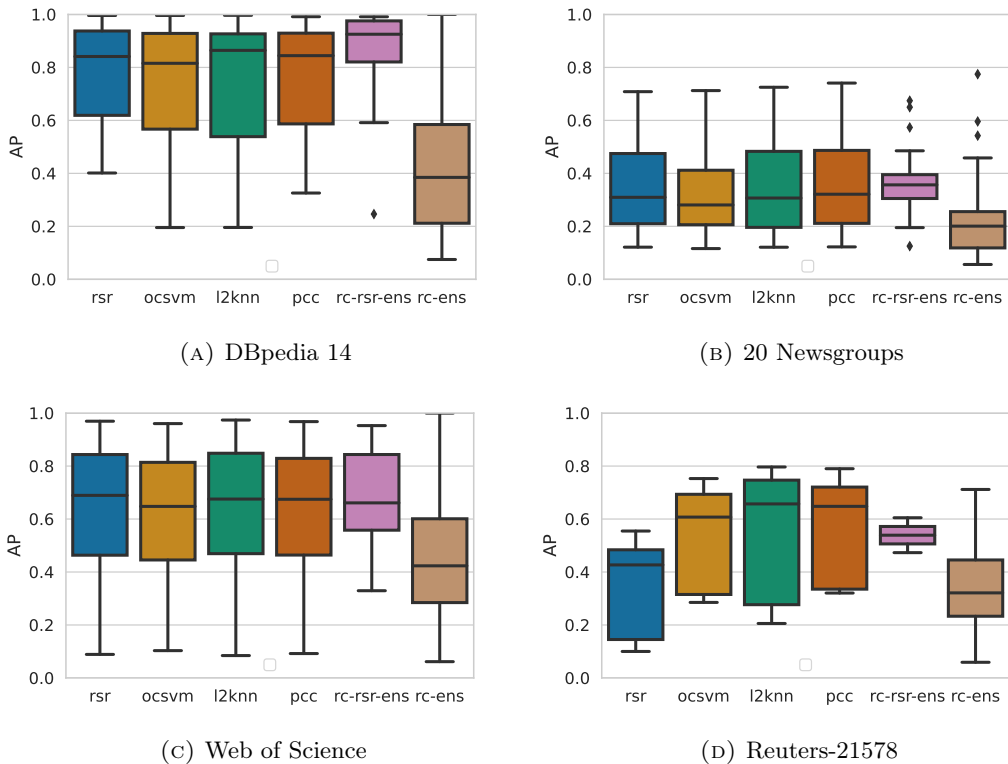 1.0
0.8
0.6
0.4
0.2
0.0
AP
rsr ocsvm l2knn pcc rc-rsr-ens rc-ens
(A) DBpedia 14
1.0
0.8
0.6
0.4
0.2
0.0
AP
rsr ocsvm l2knn pcc rc-rsr-ens rc-ens
(B) 20 Newsgroups
1.0
0.8
0.6
0.4
0.2
0.0
AP
rsr ocsvm l2knn pcc rc-rsr-ens rc-ens
(C) Web of Science
1.0
0.8
0.6
0.4
0.2
0.0
AP
rsr ocsvm l2knn pcc rc-rsr-ens rc-ens
(D) Reuters-21578